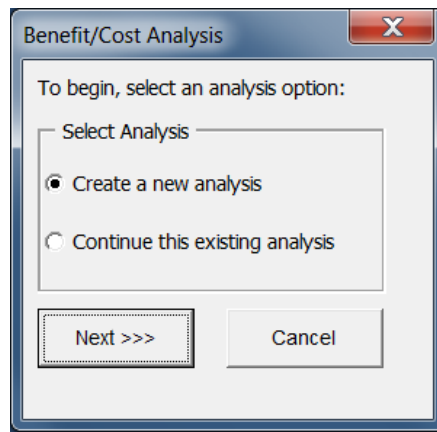 Benefit/Cost Analysis
X
To begin, select an analysis option:
Select Analysis
Create a new analysis
Continue this existing analysis
Next >>>
Cancel